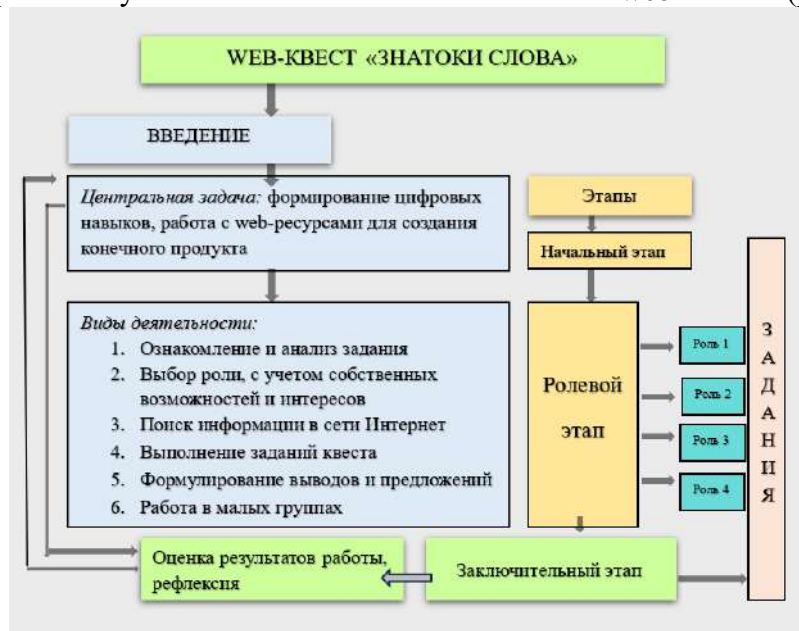 WEB-КВЕСТ «ЗНАТОКИ СЛОВА»
ВВЕДЕНИЕ
Центральная задача: формирование цифровых
навыков, работа с web-ресурсами для создания
конечного продукта
Виды деятельности:
1. Ознакомление и анализ задания
2. Выбор роли, с учетом собственных
возможностей и интересов
3. Поиск информации в сети Интернет
4. Выполнение заданий квеста
5. Формулирование выводов и предложений
6. Работа в малых группах
Этапы
Начальный этап
Ролевой
этап
Роль 1
Роль 2
Роль 3
Роль 4
ЗАДАНИЯ
Оценка результатов работы,
рефлексия
Заключительный этап